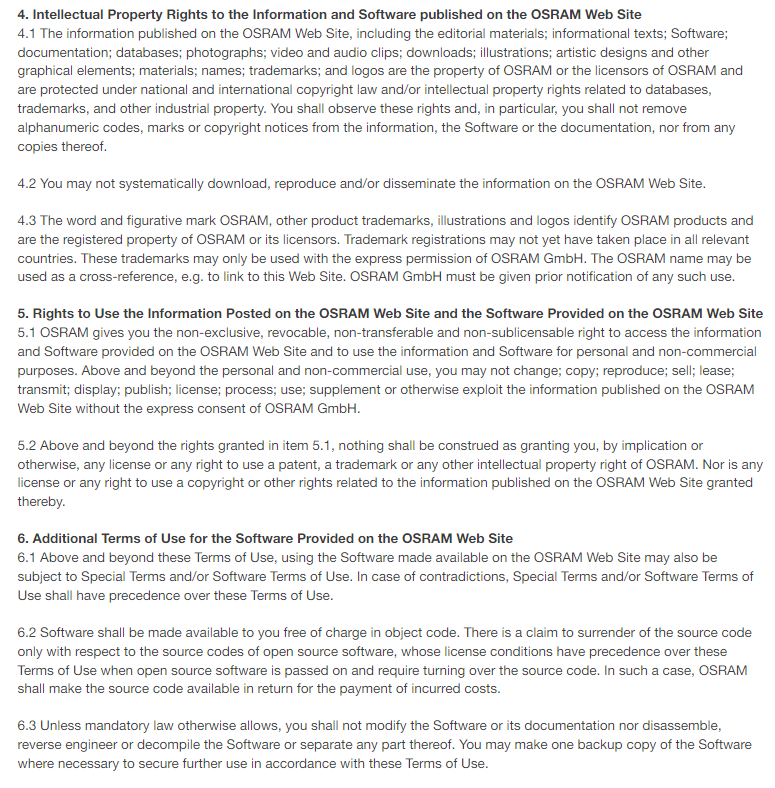 4. Intellectual Property Rights to the Information and Software published on the OSRAM Web Site
4.1 The information published on the OSRAM Web Site, including the editorial materials; informational texts; Software;
documentation; databases; photographs; video and audio clips; downloads; illustrations; artistic designs and other
graphical elements; materials; names; trademarks; and logos are the property of OSRAM or the licensors of OSRAM and
are protected under national and international copyright law and/or intellectual property rights related to databases,
trademarks, and other industrial property. You shall observe these rights and, in particular, you shall not remove
alphanumeric codes, marks or copyright notices from the information, the Software or the documentation, nor from any
copies thereof.
4.2 You may not systematically download, reproduce and/or disseminate the information on the OSRAM Web Site.
4.3 The word and figurative mark OSRAM, other product trademarks, illustrations and logos identify OSRAM products and
are the registered property of OSRAM or its licensors. Trademark registrations may not yet have taken place in all relevant
countries. These trademarks may only be used with the express permission of OSRAM GmbH. The OSRAM name may be
used as a cross-reference, e.g. to link to this Web Site. OSRAM GmbH must be given prior notification of any such use.
5. Rights to Use the Information Posted on the OSRAM Web Site and the Software Provided on the OSRAM Web Site
5.1 OSRAM gives you the non-exclusive, revocable, non-transferable and non-sublicensable right to access the information
and Software provided on the OSRAM Web Site and to use the information and Software for personal and non-commercial
purposes. Above and beyond the personal and non-commercial use, you may not change; copy; reproduce; sell; lease;
transmit; display; publish; license; process; use; supplement or otherwise exploit the information published on the OSRAM
Web Site without the express consent of OSRAM GmbH.
5.2 Above and beyond the rights granted in item 5.1, nothing shall be construed as granting you, by implication or
otherwise, any license or any right to use a patent, a trademark or any other intellectual property right of OSRAM. Nor is any
license or any right to use a copyright or other rights related to the information published on the OSRAM Web Site granted
thereby.
6. Additional Terms of Use for the Software Provided on the OSRAM Web Site
6.1 Above and beyond these Terms of Use, using the Software made available on the OSRAM Web Site may also be
subject to Special Terms and/or Software Terms of Use. In case of contradictions, Special Terms and/or Software Terms of
Use shall have precedence over these Terms of Use.
6.2 Software shall be made available to you free of charge in object code. There is a claim to surrender of the source code
only with respect to the source codes of open source software, whose license conditions have precedence over these
Terms of Use when open source software is passed on and require turning over the source code. In such a case, OSRAM
shall make the source code available in return for the payment of incurred costs.
6.3 Unless mandatory law otherwise allows, you shall not modify the Software or its documentation nor disassemble,
reverse engineer or decompile the Software or separate any part thereof. You may make one backup copy of the Software
where necessary to secure further use in accordance with these Terms of Use.